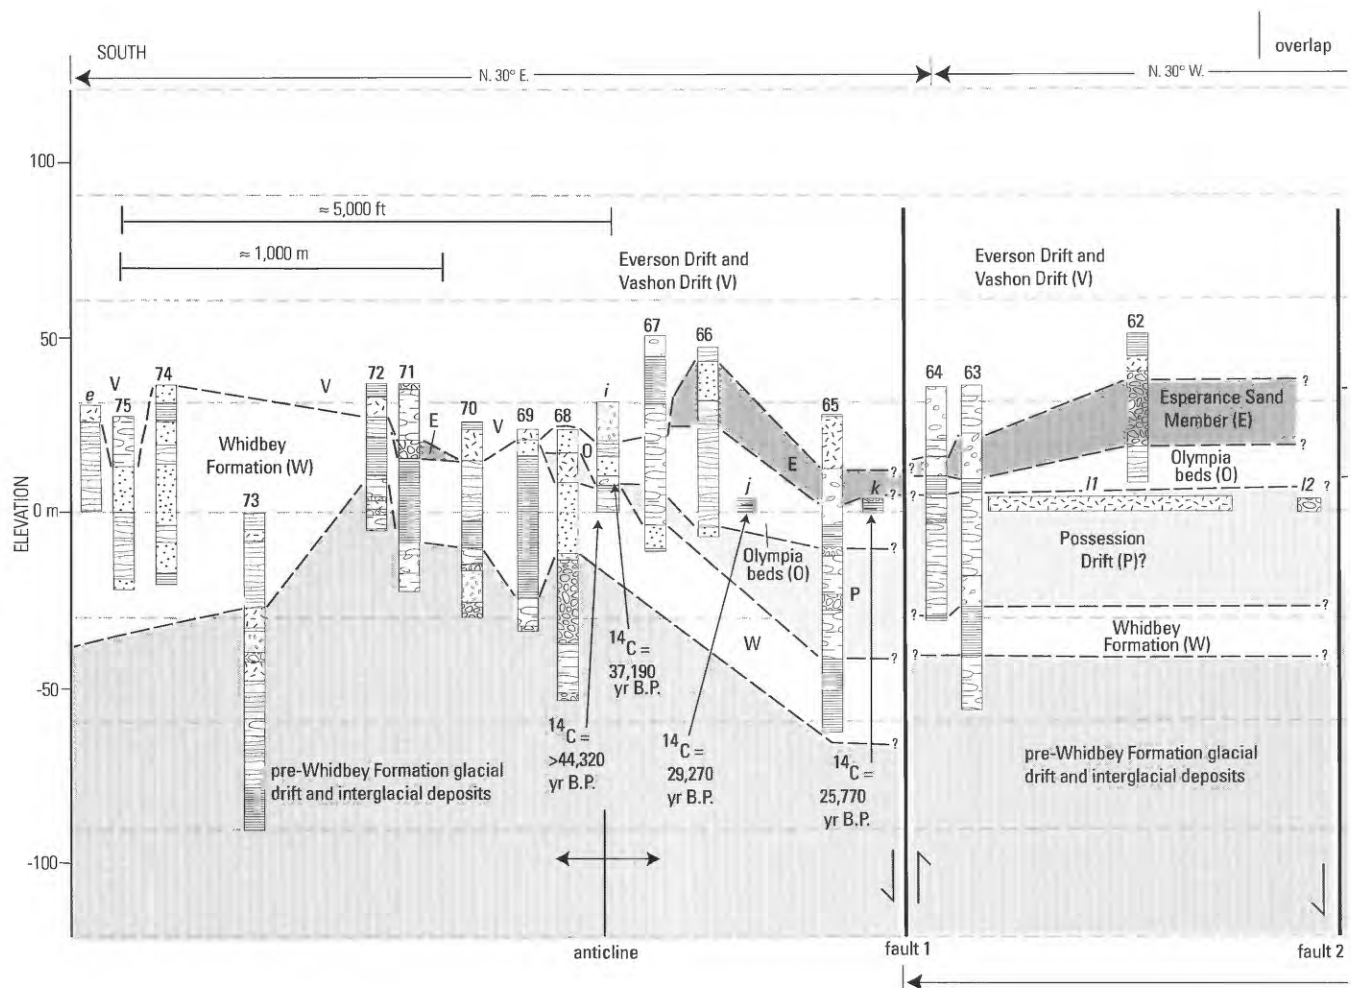 overlap
SOUTH
N. 30° E.
N. 30° W.
100
≈ 5,000 ft
≈ 1,000 m
Everson Drift and
Vashon Drift (V)
Everson Drift and
Vashon Drift (V)
50
67
66
62
e
V
75
74
V
72
71
E
70
V
69
68
i
O
65
64
63
?
Esperance Sand
Member (E)
?
Whidbey
Formation (W)
E
?
?
Olympia
beds (O)
73
j
k
?
?
l1
l2
?
ELEVATION
0 m
Olympia
beds (O)
?
Possession
Drift (P)?
P
?
?
W
?
?
Whidbey
Formation (W)
?
14C =
37,190
yr B.P.
-50
?
14C =
>44,320
yr B.P.
14C =
29,270
yr B.P.
14C =
25,770
yr B.P.
pre-Whidbey Formation glacial
drift and interglacial deposits
pre-Whidbey Formation glacial
drift and interglacial deposits
-100
anticline
fault 1
fault 2